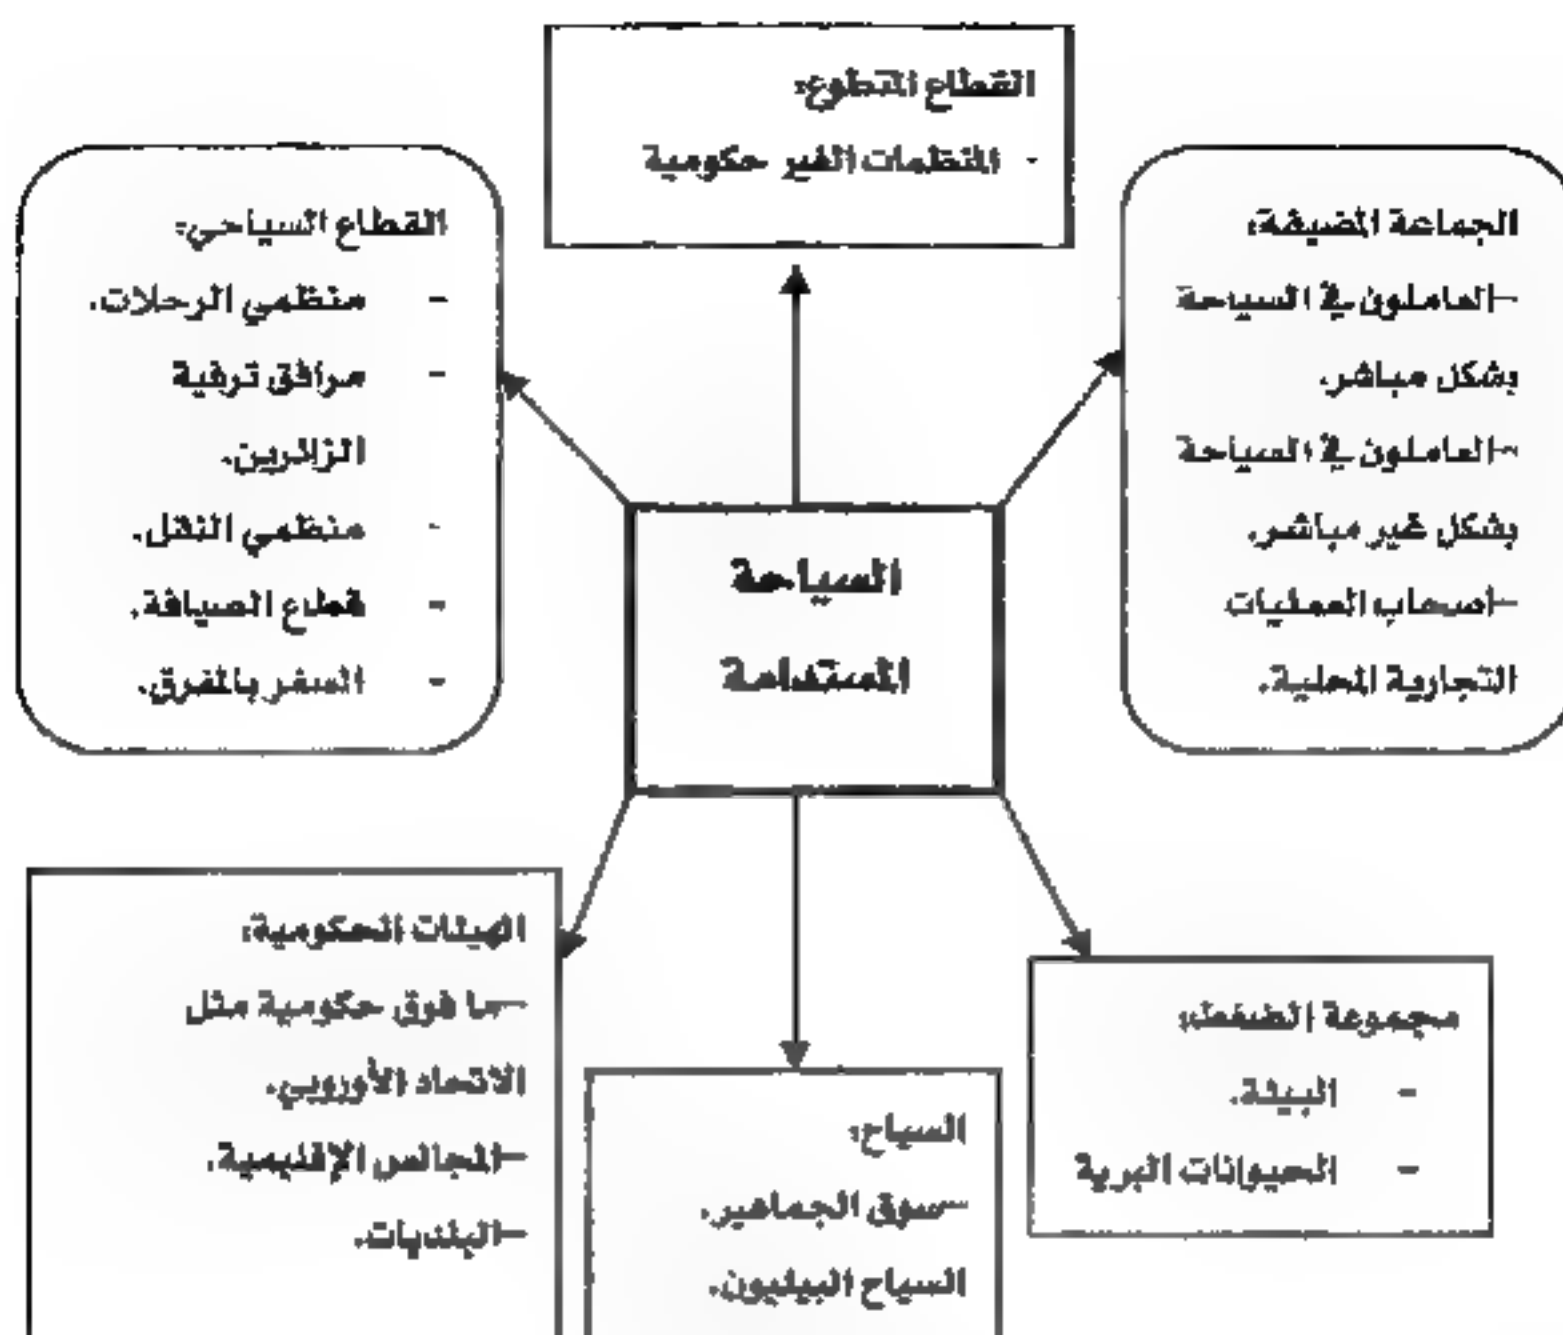 القطاع المتطوع:
- المنظمات الغير حكومية
الجماعة المضيفة:
-العاملون في السياحة
بشكل مباشر.
-العاملون في السياحة
بشكل غير مباشر.
-أصحاب العمليات
التجارية المحلية.
القطاع السياحي:
- منظمي الرحلات.
- مرافق ترفية
الزائرين.
- منظمي النقل.
- قطاع الضيافة.
- السفر بالمفرق.
السياحة
المستدامة
مجموعة الضغط:
- البيئة.
- الحيوانات البرية
السياح:
-سوق الجماهير.
السياح البيئيون.
الهيئات الحكومية:
-ما فوق حكومية مثل
الاتحاد الأوروبي.
-المجالس الإقليمية.
-البلديات.